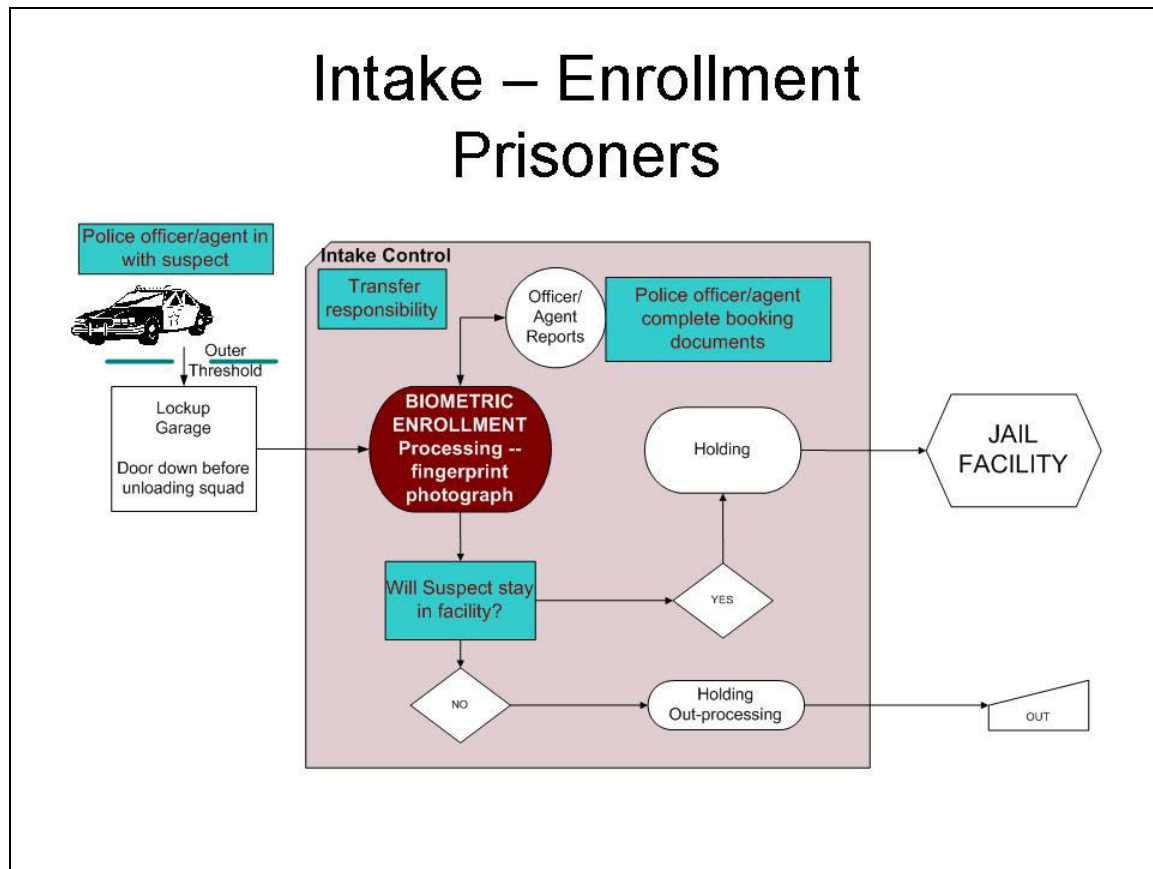 Intake – Enrollment
Prisoners
Police officer/agent in
with suspect
Outer
Threshold
Lockup
Garage
Door down before
unloading squad
Intake Control
Transfer
responsibility
Officer/
Agent
Reports
Police officer/agent
complete booking
documents
BIOMETRIC
ENROLLMENT
Processing --
fingerprint
photograph
Holding
JAIL
FACILITY
Will Suspect stay
in facility?
YES
NO
Holding
Out-processing
OUT